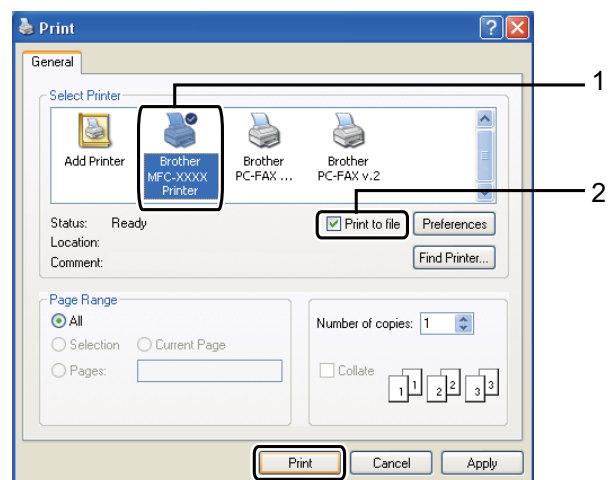 Print
General
1
Select Printer
Add Printer
Brother MFC-XXXX Printer
Brother PC-FAX ...
Brother PC-FAX v.2
2
Status: Ready
Print to file
Preferences
Location:
Comment:
Find Printer...
Page Range
All
Selection
Current Page
Pages:
Number of copies: 1
Collate
1 1 2 2 3 3
Print
Cancel
Apply